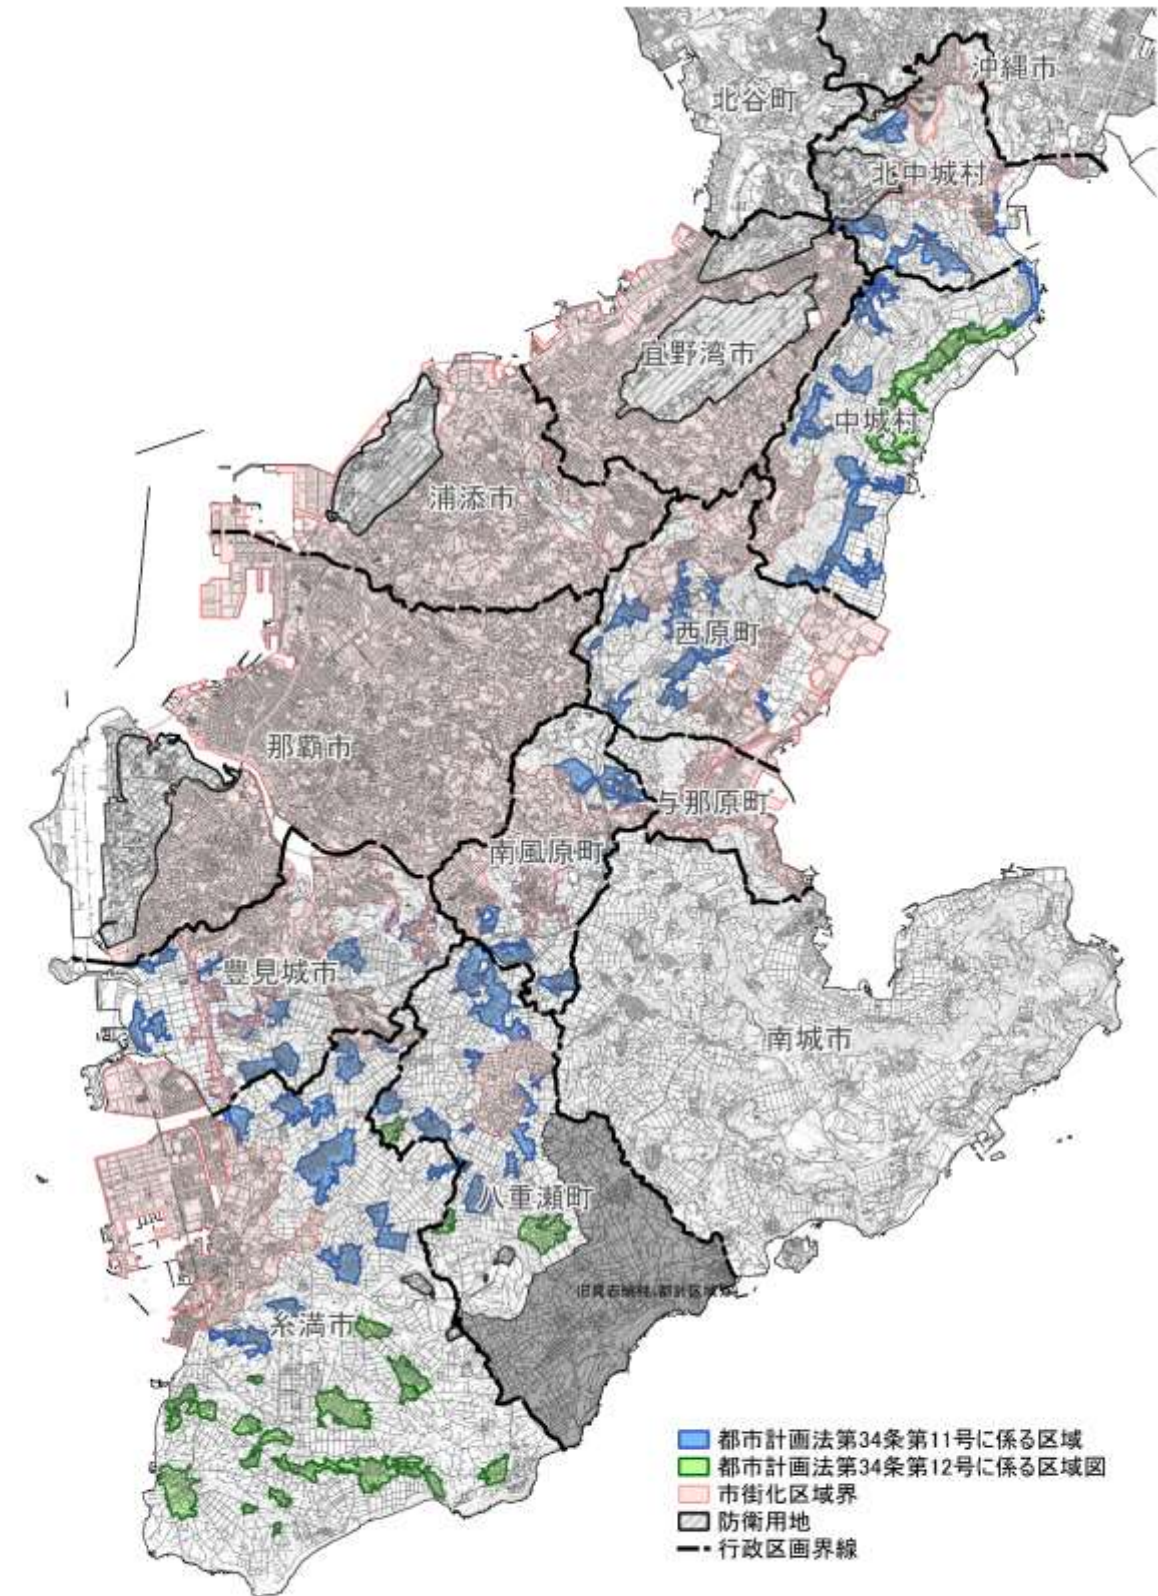 沖縄市
北谷町
北中城村
宜野湾市
中城村
浦添市
西原町
那覇市
与那原町
南風原町
豊見城市
南城市
八重瀬町
糸満市
都市計画法第34条第11号に係る区域
都市計画法第34条第12号に係る区域図
市街化区域界
防衛用地
行政区画界線